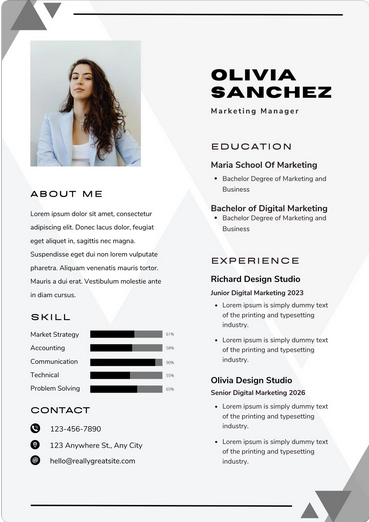 OLIVIA
SANCHEZ
Marketing Manager
ABOUT ME
Lorem ipsum dolor sit amet, consectetur
adipiscing elit. Donec lacus dolor, feugiat
eget aliquet in, sagittis nec magna.
Suspendisse eget dui non lorem vulputate
pharetra. Aliquam venenatis mauris tortor.
Mauris a dui erat. Vestibulum molestie ante
in diam cursus.
SKILL
Market Strategy
Accounting
Communication
Technical
Problem Solving
CONTACT
123-456-7890
123 Anywhere St., Any City
hello@reallygreatsite.com
EDUCATION
Maria School Of Marketing
• Bachelor Degree of Marketing and
Business
Bachelor of Digital Marketing
• Bachelor Degree of Marketing and
Business
EXPERIENCE
Richard Design Studio
Junior Digital Marketing 2023
• Lorem ipsum is simply dummy text
of the printing and typesetting
industry.
• Lorem ipsum is simply dummy text
of the printing and typesetting
industry.
Olivia Design Studio
Senior Digital Marketing 2026
• Lorem ipsum is simply dummy text
of the printing and typesetting
industry.
• Lorem ipsum is simply dummy text
of the printing and typesetting
industry.